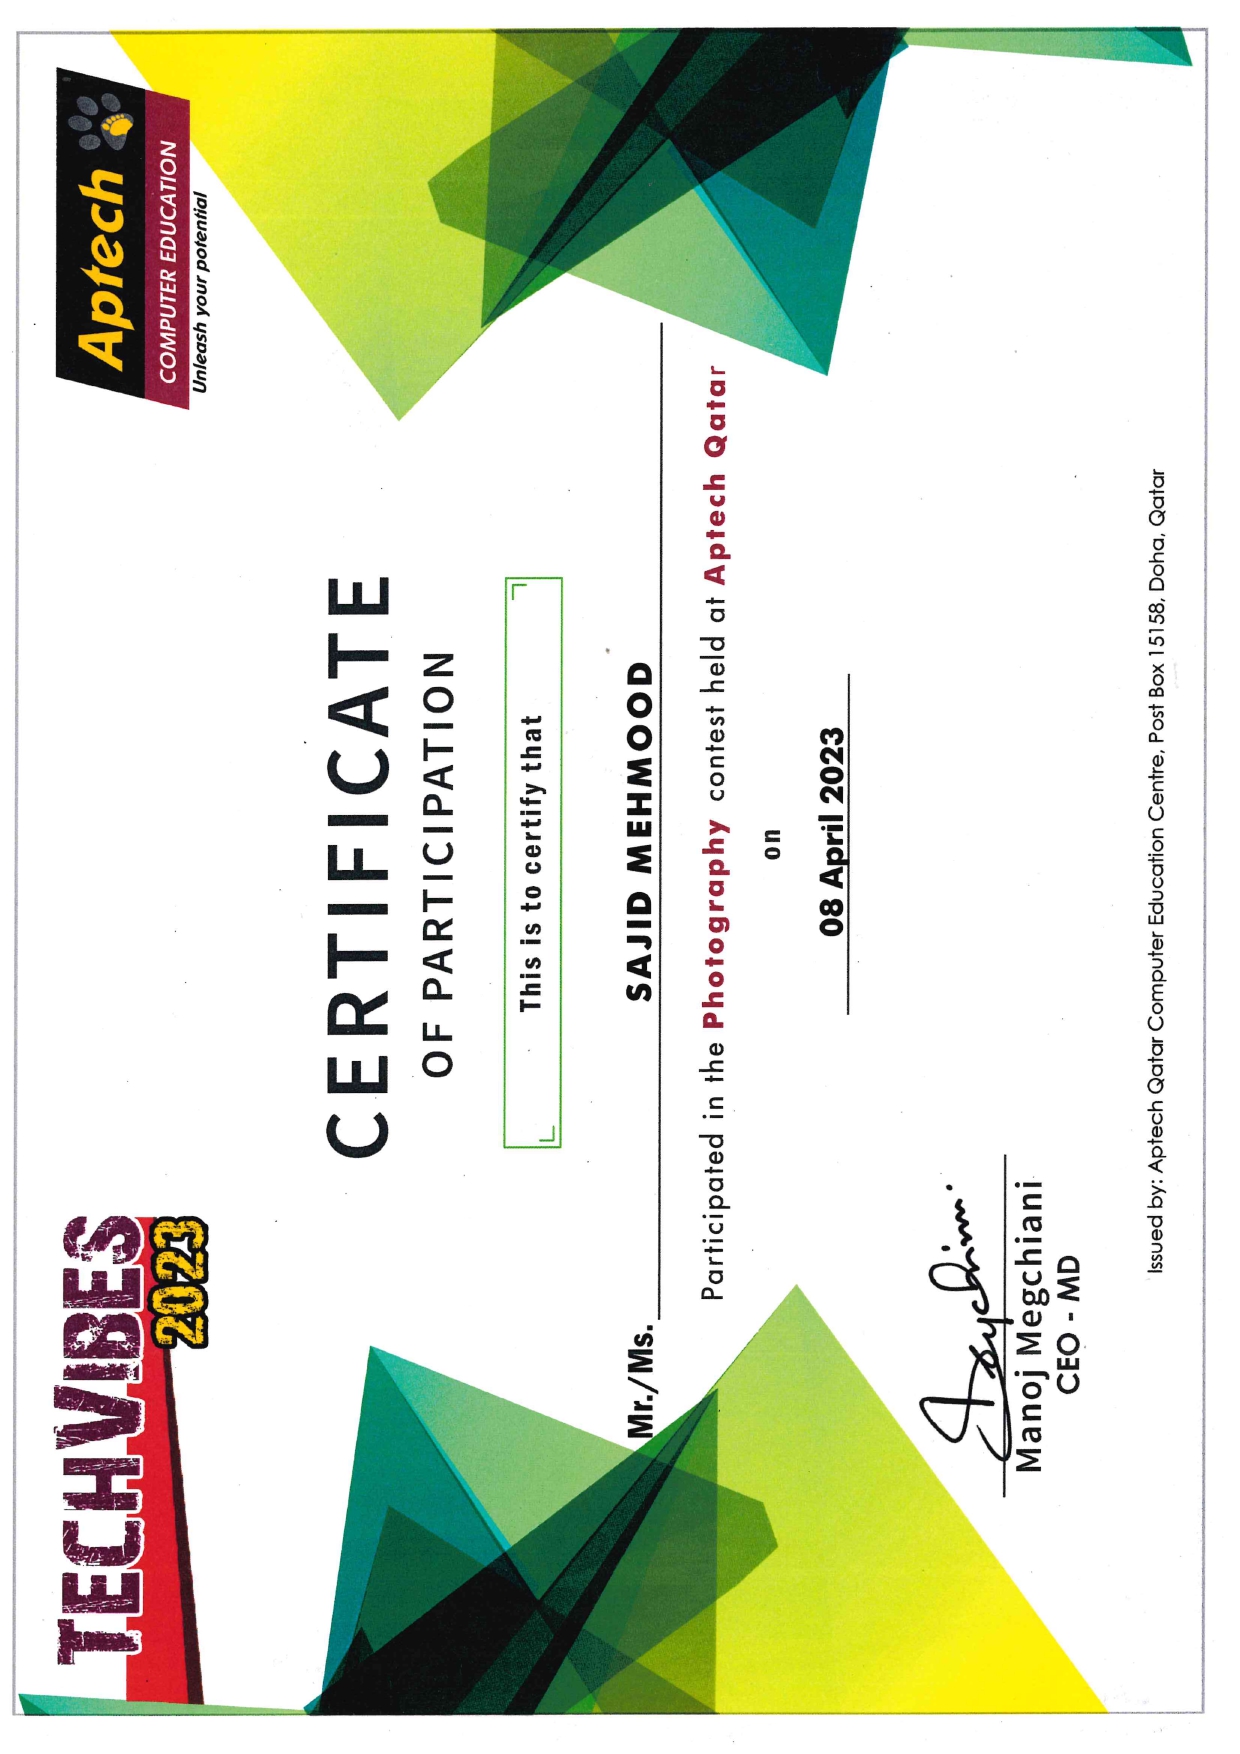 TECHVIBES
2023
Aptech
COMPUTER EDUCATION
Unleash your potential
CERTIFICATE
OF PARTICIPATION
This is to certify that
Mr./Ms. SAJID MEHMOOD
Participated in the Photography contest held at Aptech Qatar
on
08 April 2023
Manoj Megchiani
CEO - MD
Issued by: Aptech Qatar Computer Education Centre, Post Box 15158, Doha, Qatar